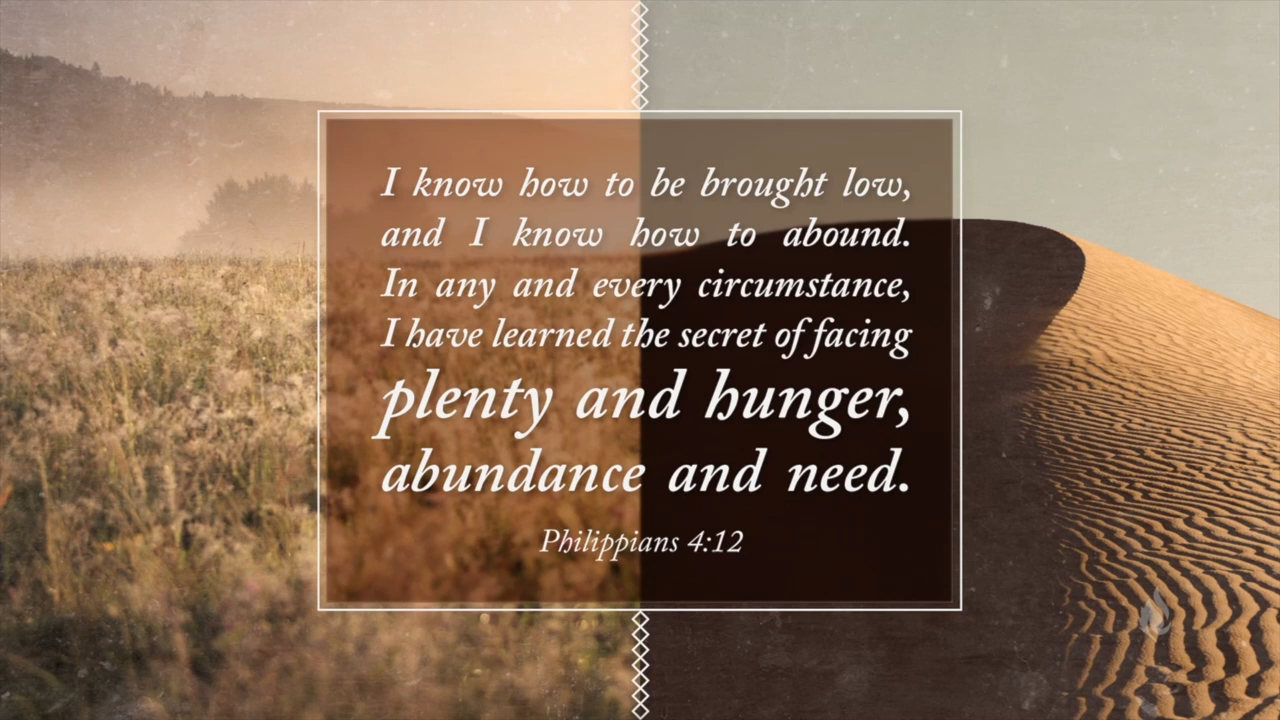 I know how to be brought low,
and I know how to abound.
In any and every circumstance,
I have learned the secret of facing
plenty and hunger,
abundance and need.
Philippians 4:12